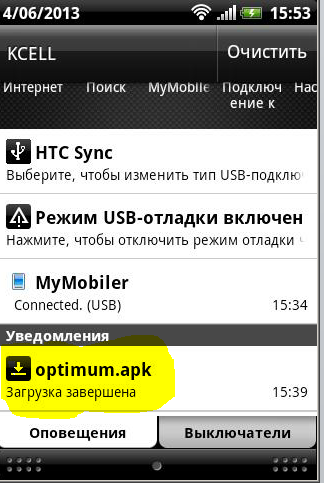 4/06/2013 15:53
KCELL Очистить
Интернет Поиск MyMobile Подключ
ение к Нас
HTC Sync
Выберите, чтобы изменить тип USB-подклю
Режим USB-отладки включен
Нажмите, чтобы отключить режим отладки
MyMobiler
Connected. (USB) 15:34
Уведомления
optimum.apk
Загрузка завершена 15:39
Оповещения Выключатели